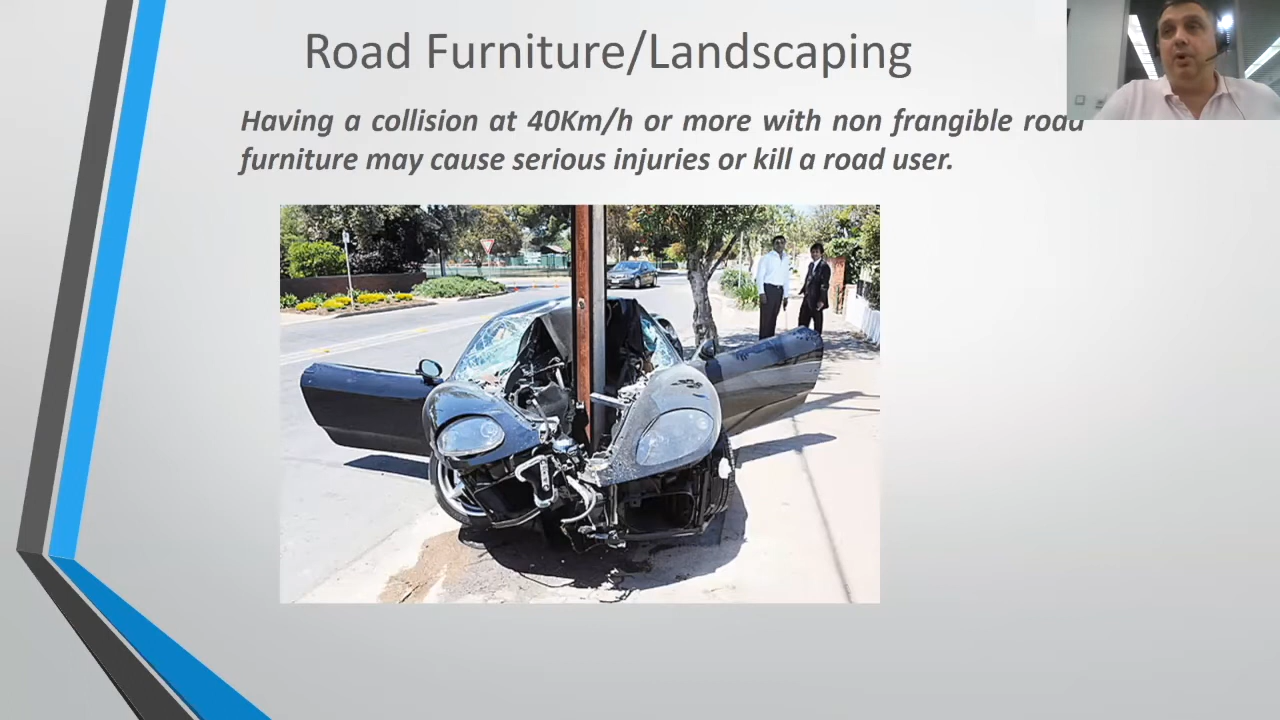 Road Furniture/Landscaping
Having a collision at 40Km/h or more with non frangible road
furniture may cause serious injuries or kill a road user.